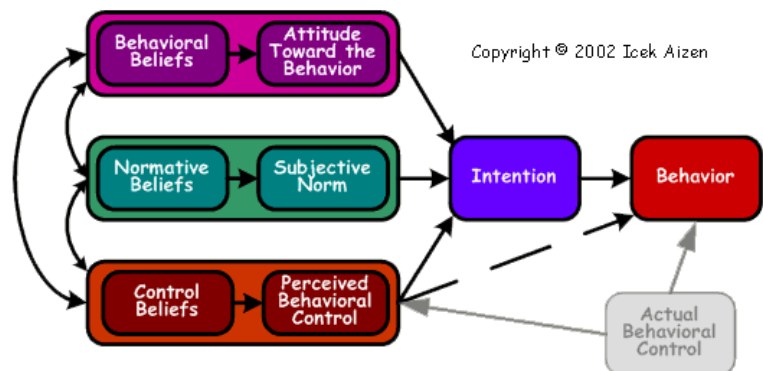 Behavioral
Beliefs
Attitude
Toward the
Behavior
Copyright © 2002 Icek Aizen
Normative
Beliefs
Subjective
Norm
Intention
Behavior
Control
Beliefs
Perceived
Behavioral
Control
Actual
Behavioral
Control